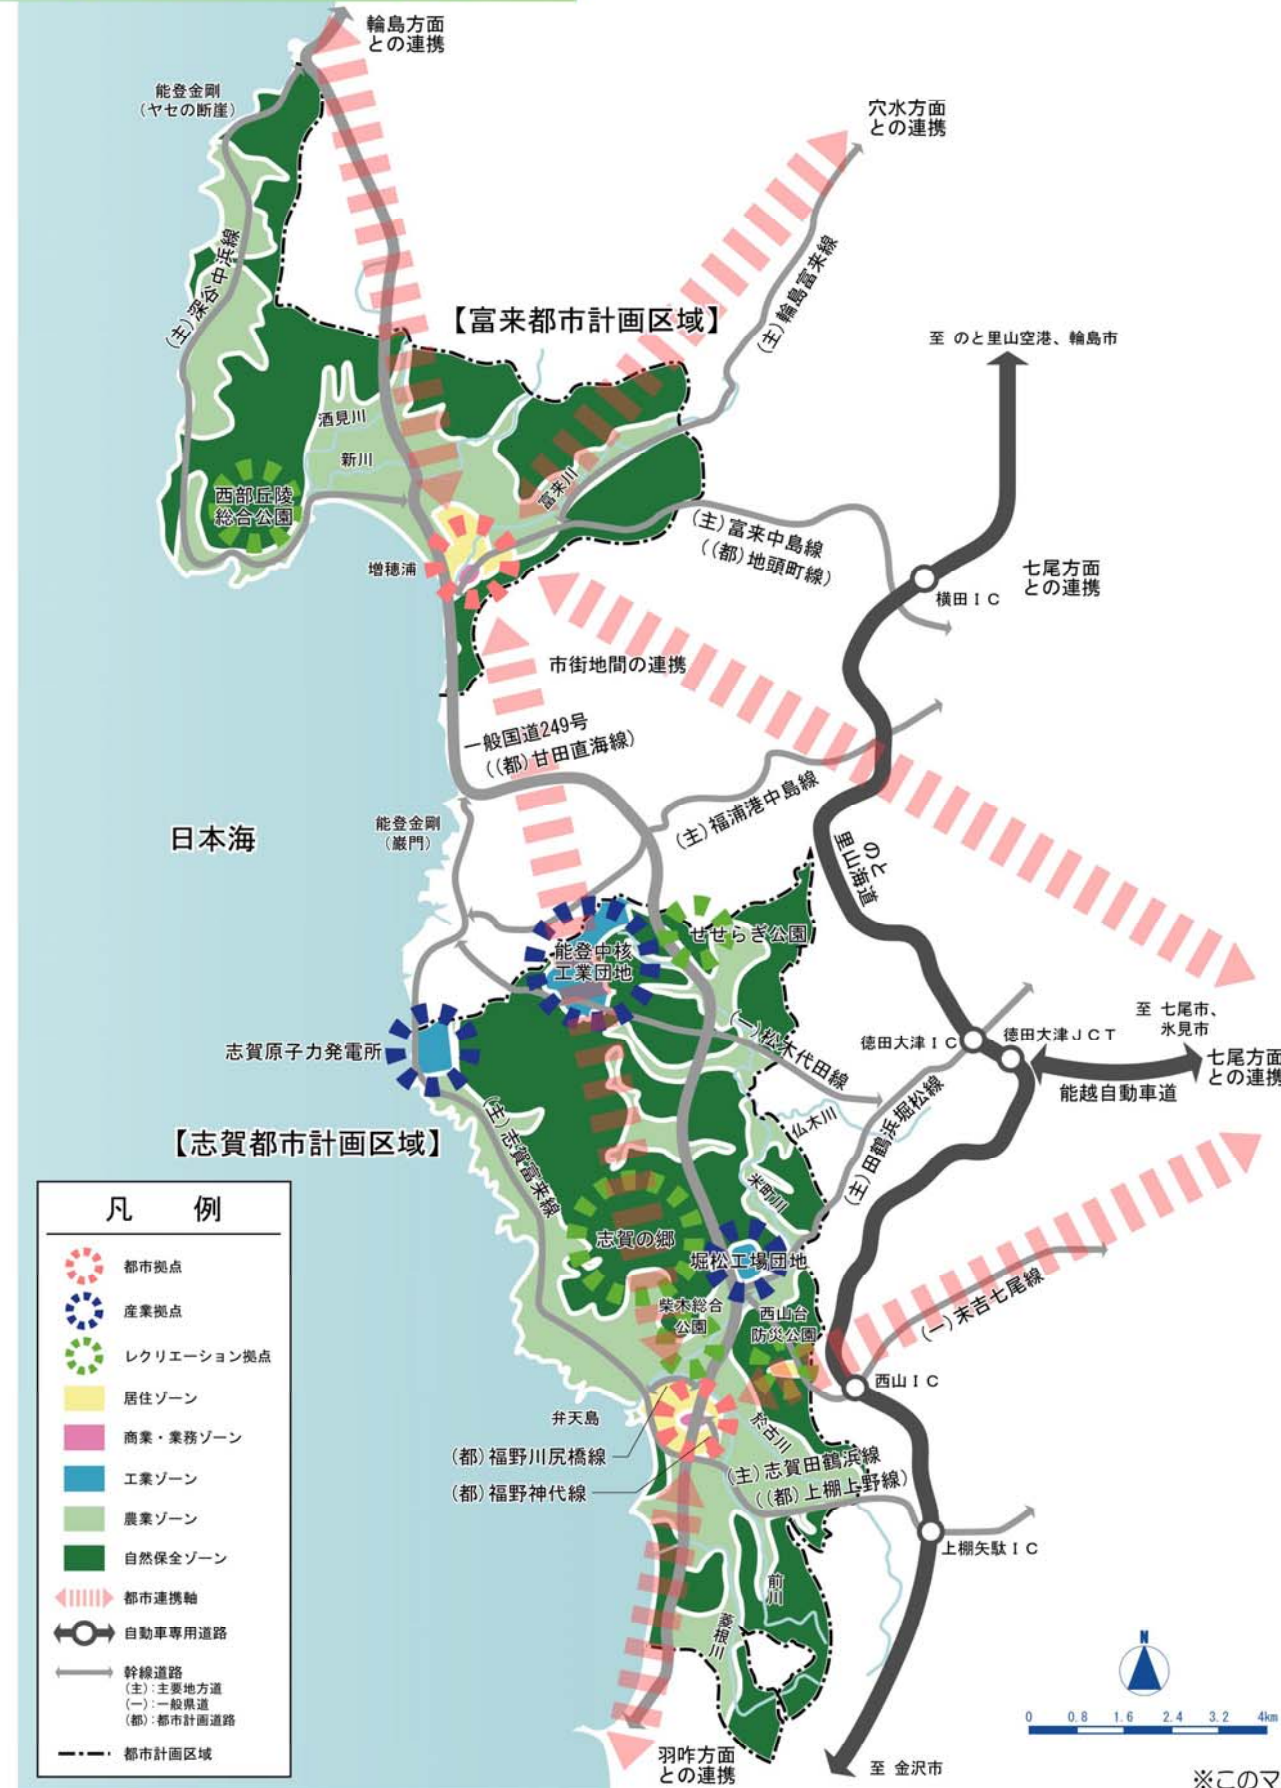 輪島方面
との連携
能登金剛
（ヤセの断崖）
穴水方面
との連携
(主)深谷中浜線
(主)輪島富来線
【富来都市計画区域】
至 のと里山空港、輪島市
酒見川
新川
富来川
西部丘陵
総合公園
(主)富来中島線
((都)地頭町線)
増穂浦
横田ＩＣ
七尾方面
との連携
市街地間の連携
一般国道249号
((都)甘田直海線)
(主)福浦港中島線
能登金剛
（巌門）
日本海
のと
里山海道
せせらぎ公園
能登中核
工業団地
志賀原子力発電所
(一)松木代田線
徳田大津ＩＣ
徳田大津ＪＣＴ
至 七尾市、
氷見市
七尾方面
との連携
能越自動車道
仏木川
(主)田鶴浜堀松線
【志賀都市計画区域】
(主)志賀富来線
米町川
志賀の郷
堀松工場団地
柴木総合
公園
西山台
防災公園
(一)末吉七尾線
西山ＩＣ
弁天島
於古川
(都)福野川尻橋線
(都)福野神代線
(主)志賀田鶴浜線
((都)上棚上野線)
上棚矢駄ＩＣ
前川
菱根川
羽咋方面
との連携
至 金沢市
凡 例
都市拠点
産業拠点
レクリエーション拠点
居住ゾーン
商業・業務ゾーン
工業ゾーン
農業ゾーン
自然保全ゾーン
都市連携軸
自動車専用道路
幹線道路
(主)：主要地方道
(一)：一般県道
(都)：都市計画道路
都市計画区域
N
0 0.8 1.6 2.4 3.2 4km
※このマ